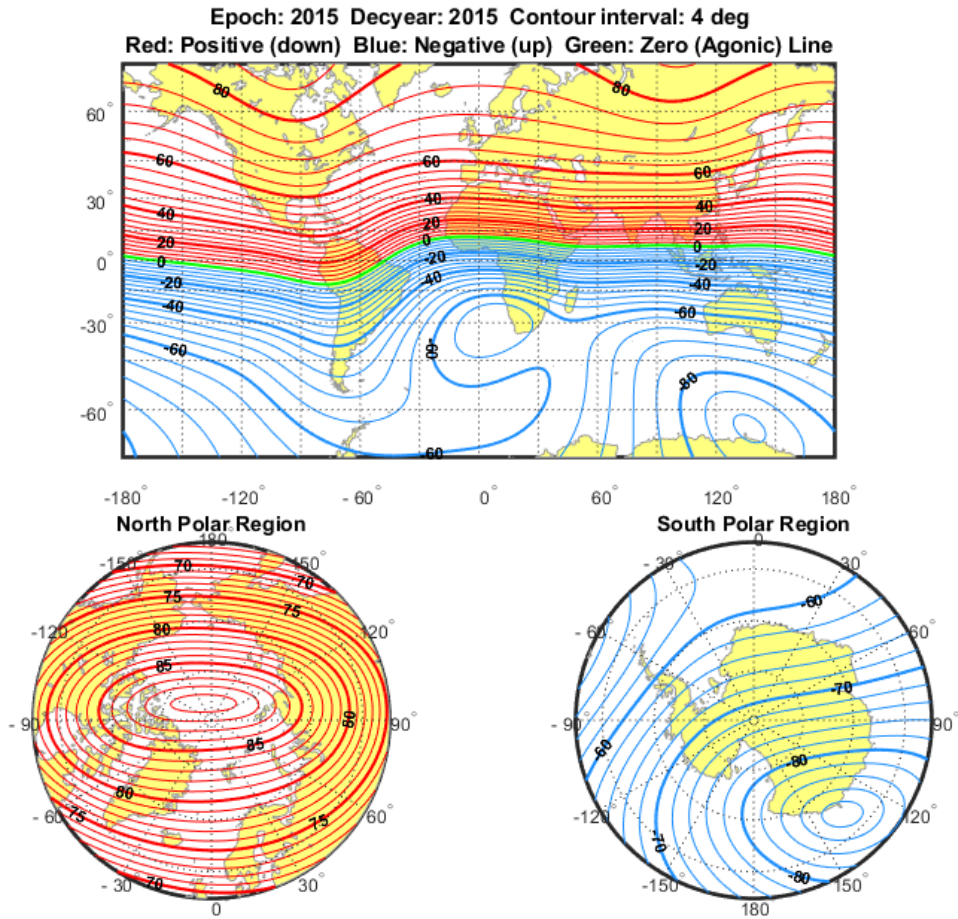 Epoch: 2015 Decyear: 2015 Contour interval: 4 deg
Red: Positive (down) Blue: Negative (up) Green: Zero (Agonic) Line
80 80
60°
60 60 60
30° 40 40 40
20 20 20
0° 0 0 0
-20 -20 -20
-40 -40 -40
-30° -60 -60
-60
-80
-60°
-60
-180° -120° - 60° 0° 60° 120° 180°
North Polar Region South Polar Region
180° 0
-150° 150° - 30° 30°
70 70
75 75 -60
-120 120° - 60° 60°
80
85 -70
- 90° 80 90° - 90° 90°
85 -60
80 -80
- 60° 75 75 60° -120° 120°
-70
- 30° 70 30° -150° -80 150°
0 180